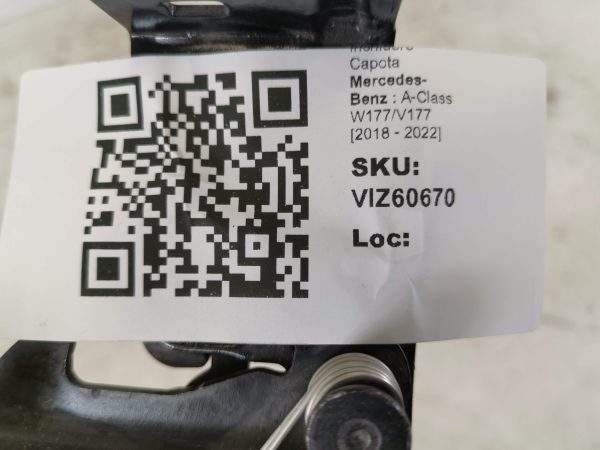 Capota
Mercedes-
Benz : A-Class
W177/V177
[2018 - 2022]
SKU:
VIZ60670
Loc: